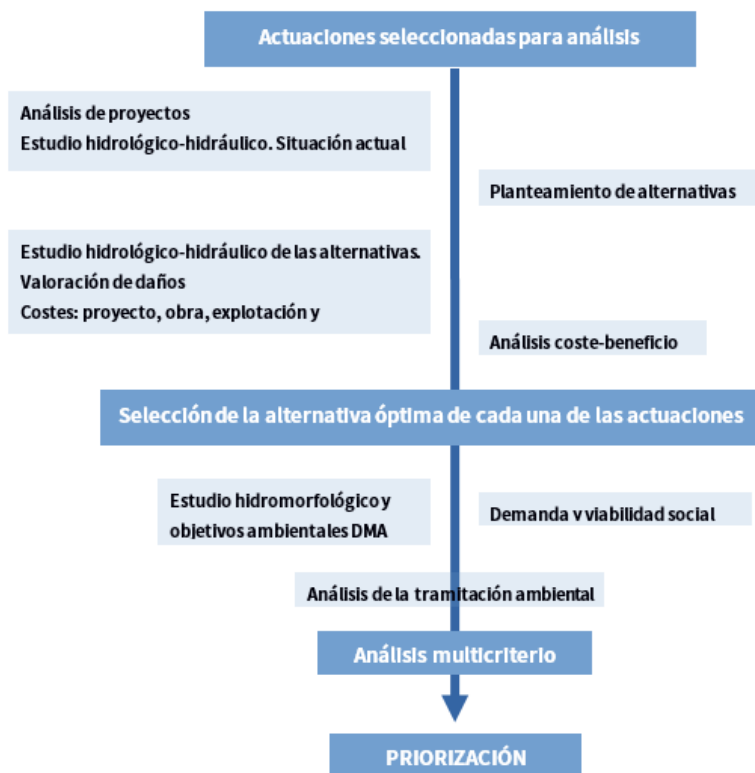 Actuaciones seleccionadas para análisis
Análisis de proyectos
Estudio hidrológico-hidráulico. Situación actual
Planteamiento de alternativas
Estudio hidrológico-hidráulico de las alternativas.
Valoración de daños
Costes: proyecto, obra, explotación y
Análisis coste-beneficio
Selección de la alternativa óptima de cada una de las actuaciones
Estudio hidromorfológico y
objetivos ambientales DMA
Demanda y viabilidad social
Análisis de la tramitación ambiental
Análisis multicriterio
PRIORIZACIÓN